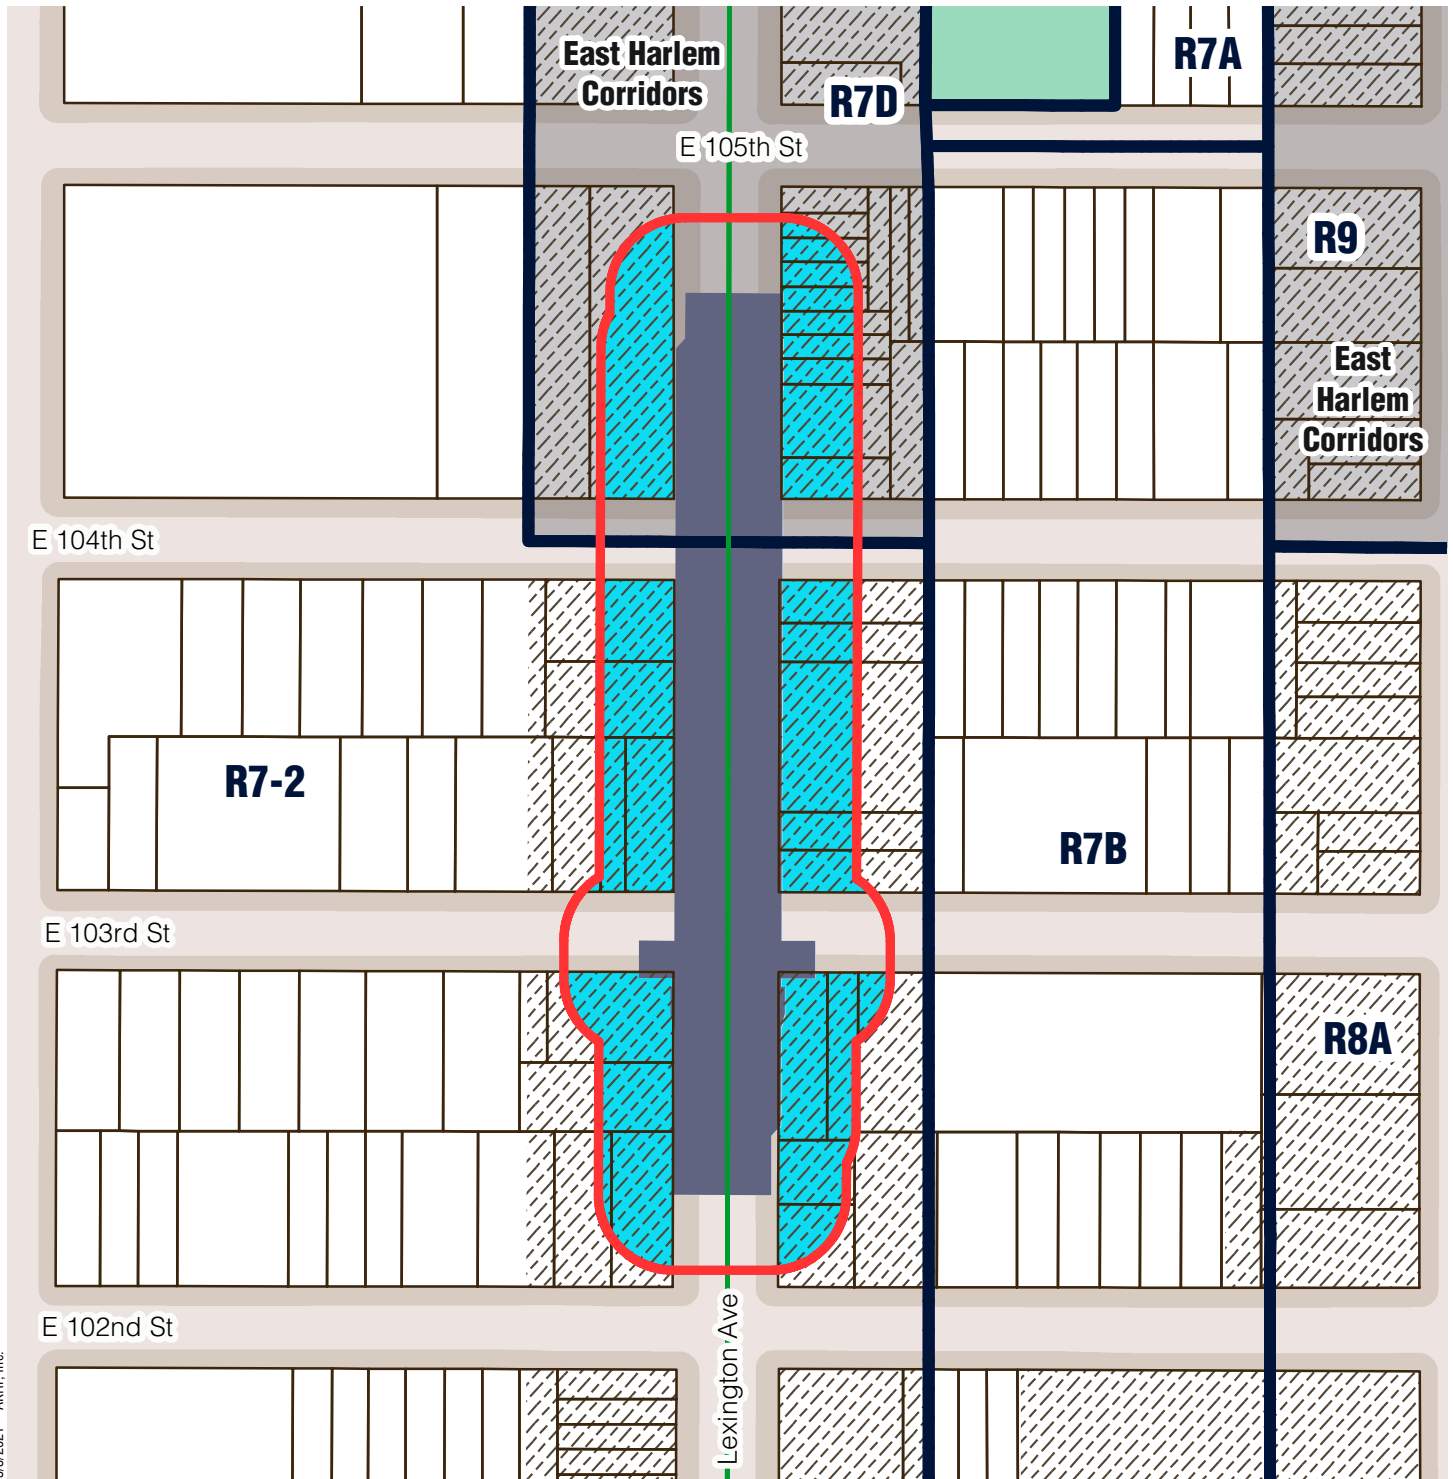 East Harlem
Corridors
R7A
R7D
E 105th St
R9
East
Harlem
Corridors
E 104th St
R7-2
R7B
E 103rd St
R8A
E 102nd St
Lexington Ave